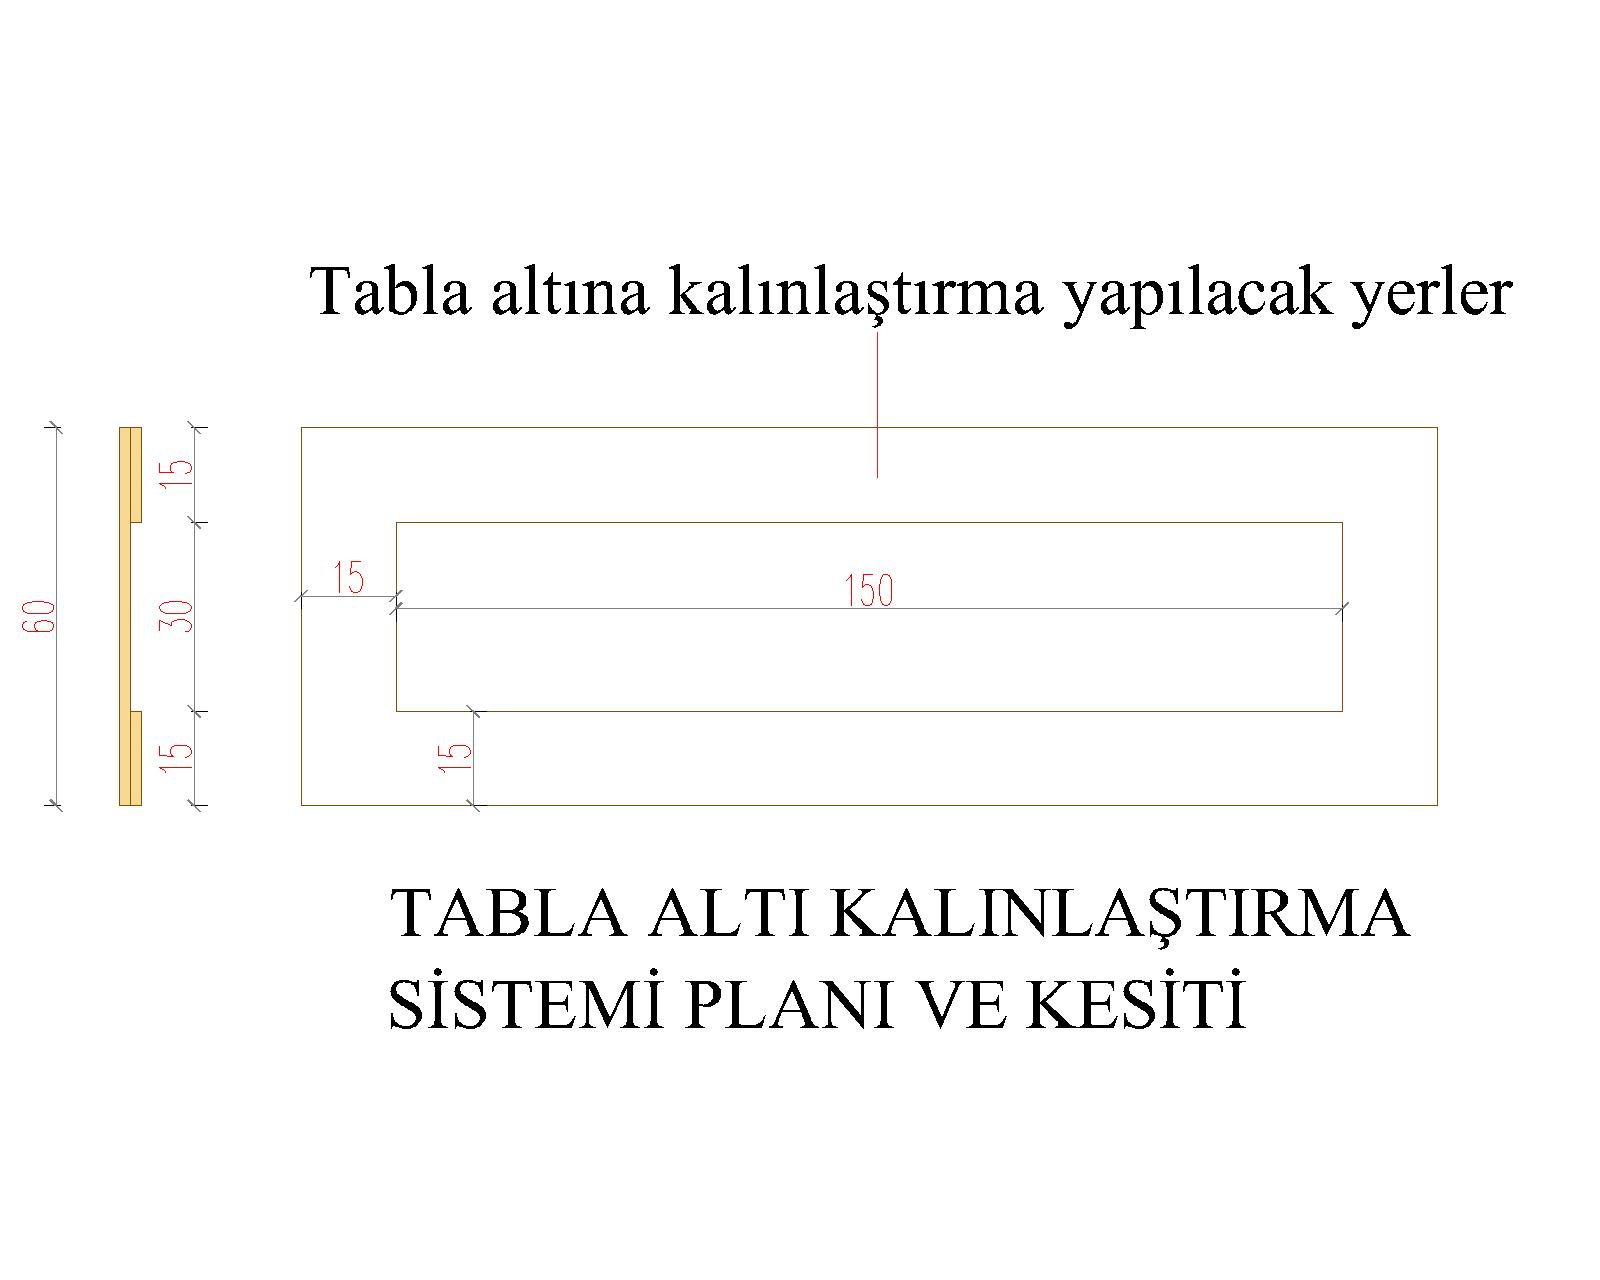 Tabla altına kalınlaştırma yapılacak yerler
15
15
150
60
30
15
15
TABLA ALTI KALINLAŞTIRMA
SİSTEMİ PLANI VE KESİTİ